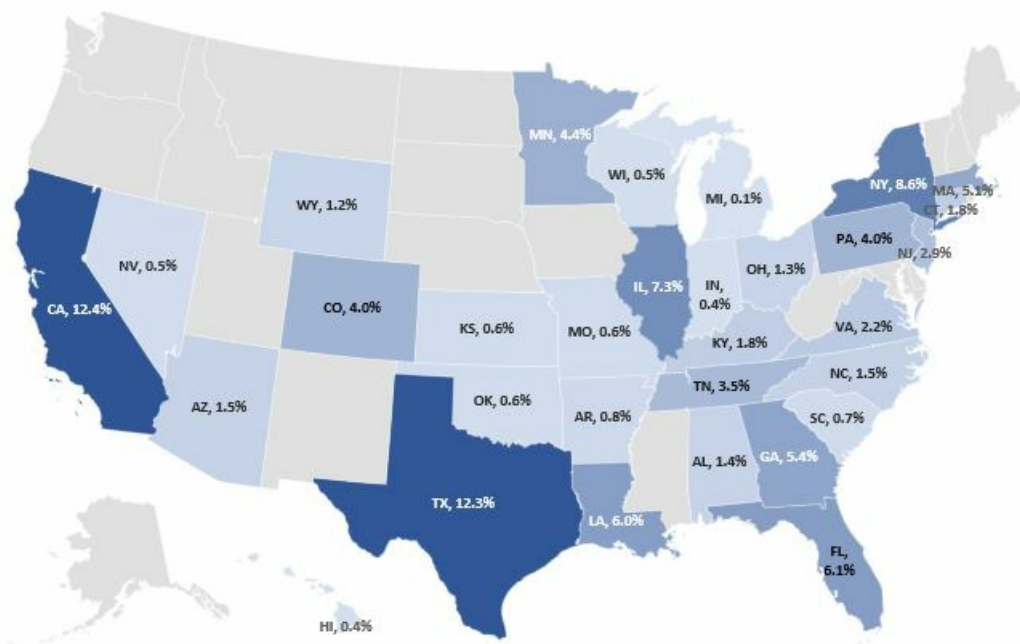 MN, 4.4%
WI, 0.5%
MI, 0.1%
NY, 8.6%
MA, 5.1%
CT, 1.8%
WY, 1.2%
PA, 4.0%
NJ, 2.9%
NV, 0.5%
OH, 1.3%
IL, 7.3%
IN,
0.4%
CA, 12.4%
CO, 4.0%
KS, 0.6%
MO, 0.6%
KY, 1.8%
VA, 2.2%
NC, 1.5%
TN, 3.5%
AZ, 1.5%
OK, 0.6%
AR, 0.8%
SC, 0.7%
AL, 1.4%
GA, 5.4%
TX, 12.3%
LA, 6.0%
FL,
6.1%
HI, 0.4%